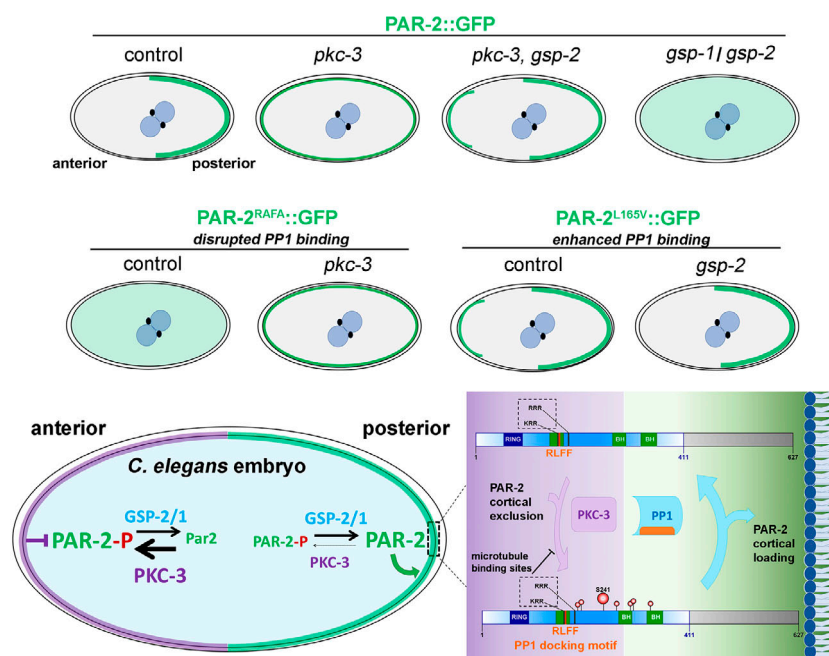 PAR-2::GFP
control
pkc-3
pkc-3, gsp-2
gsp-1/ gsp-2
anterior
posterior
PAR-2RAFA::GFP
disrupted PP1 binding
PAR-2L165V::GFP
enhanced PP1 binding
control
pkc-3
control
gsp-2
anterior
posterior
C. elegans embryo
GSP-2/1
PAR-2-P
Par2
PKC-3
GSP-2/1
PAR-2-P
PAR-2
PKC-3
RRR
KRR
RING
BH
BH
RLFF
1
411
627
PAR-2
cortical
exclusion
PKC-3
PP1
PAR-2
cortical
loading
microtubule
binding sites
RRR
KRR
S241
RING
BH
BH
1
RLFF
411
627
PP1 docking motif